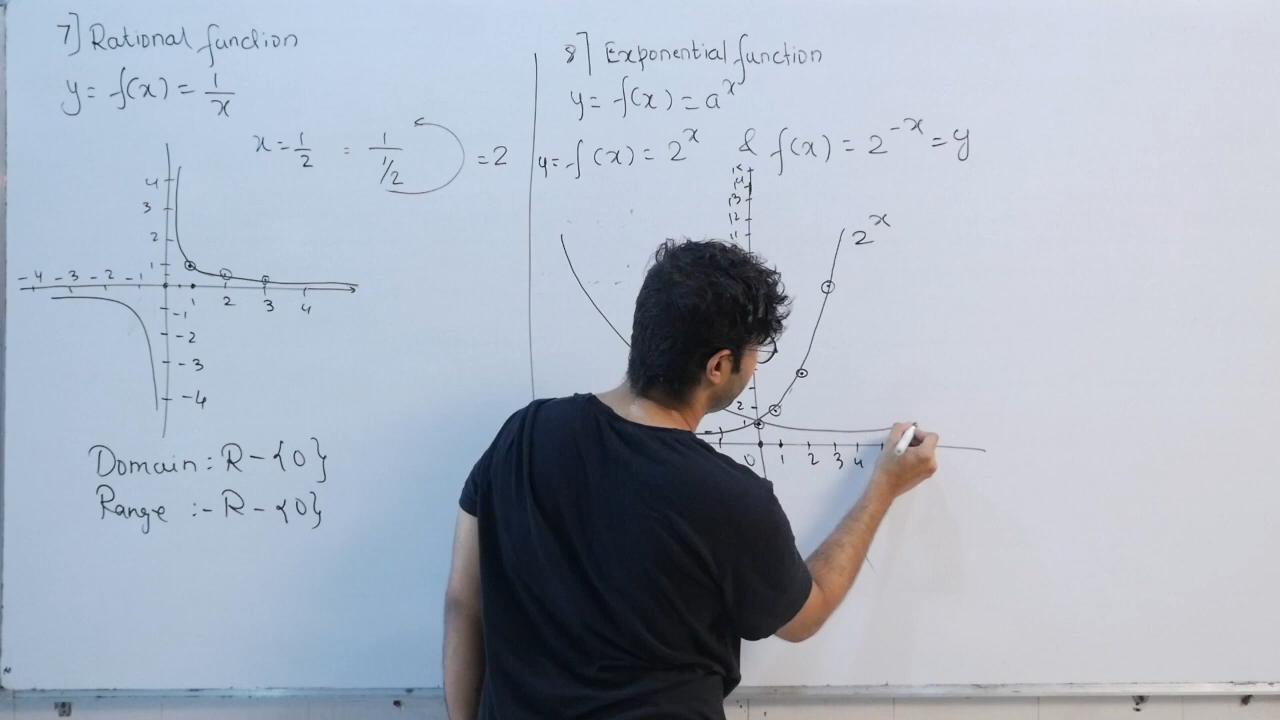 7] Rational function
y = f(x) = 1/x
x = 1/2 = 1/1/2 = 2
4
3
2
1
-4 -3 -2 -1 1 2 3 4
-1
-2
-3
-4
Domain : R - {0}
Range :- R - {0}
8] Exponential function
y = f(x) = a^x
y = f(x) = 2^x & f(x) = 2^-x = y
14
13
12
11
2^x
2
1
-1 0 1 2 3 4